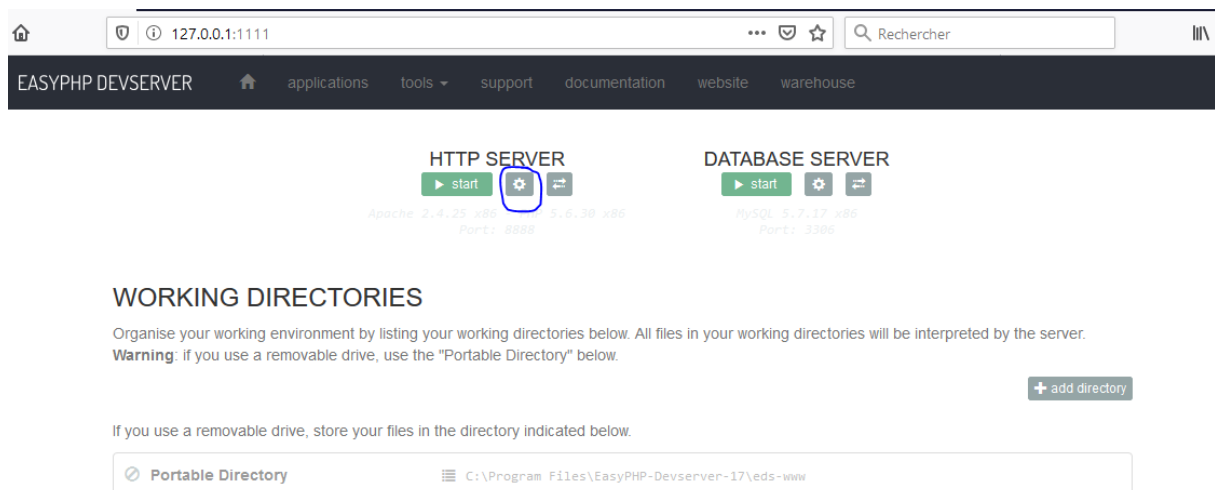 127.0.0.1:1111
Rechercher
EASYPHP DEVSERVER applications tools support documentation website warehouse
HTTP SERVER DATABASE SERVER
start start
Apache 2.4.25 x86 5.6.30 x86 MySQL 5.7.17 x86
Port: 8888 Port: 3306
WORKING DIRECTORIES
Organise your working environment by listing your working directories below. All files in your working directories will be interpreted by the server.
Warning: if you use a removable drive, use the "Portable Directory" below.
add directory
If you use a removable drive, store your files in the directory indicated below.
Portable Directory C:\Program Files\EasyPHP-Devserver-17\eds-www